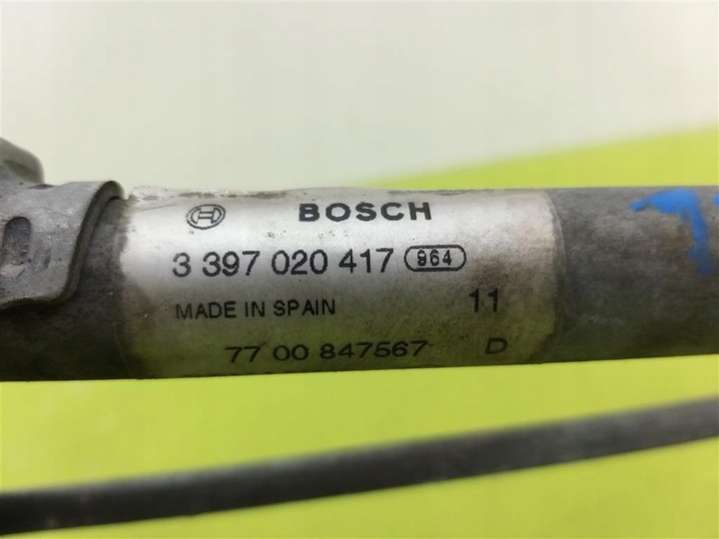 BOSCH
3 397 020 417 964
MADE IN SPAIN 11
77 00 847567 D